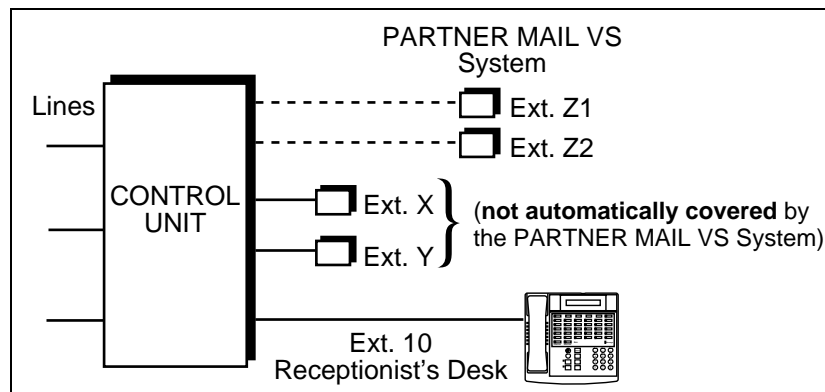 PARTNER MAIL VS
System
Lines
Ext. Z1
Ext. Z2
CONTROL
UNIT
Ext. X
Ext. Y
(not automatically covered by
the PARTNER MAIL VS System)
Ext. 10
Receptionist's Desk